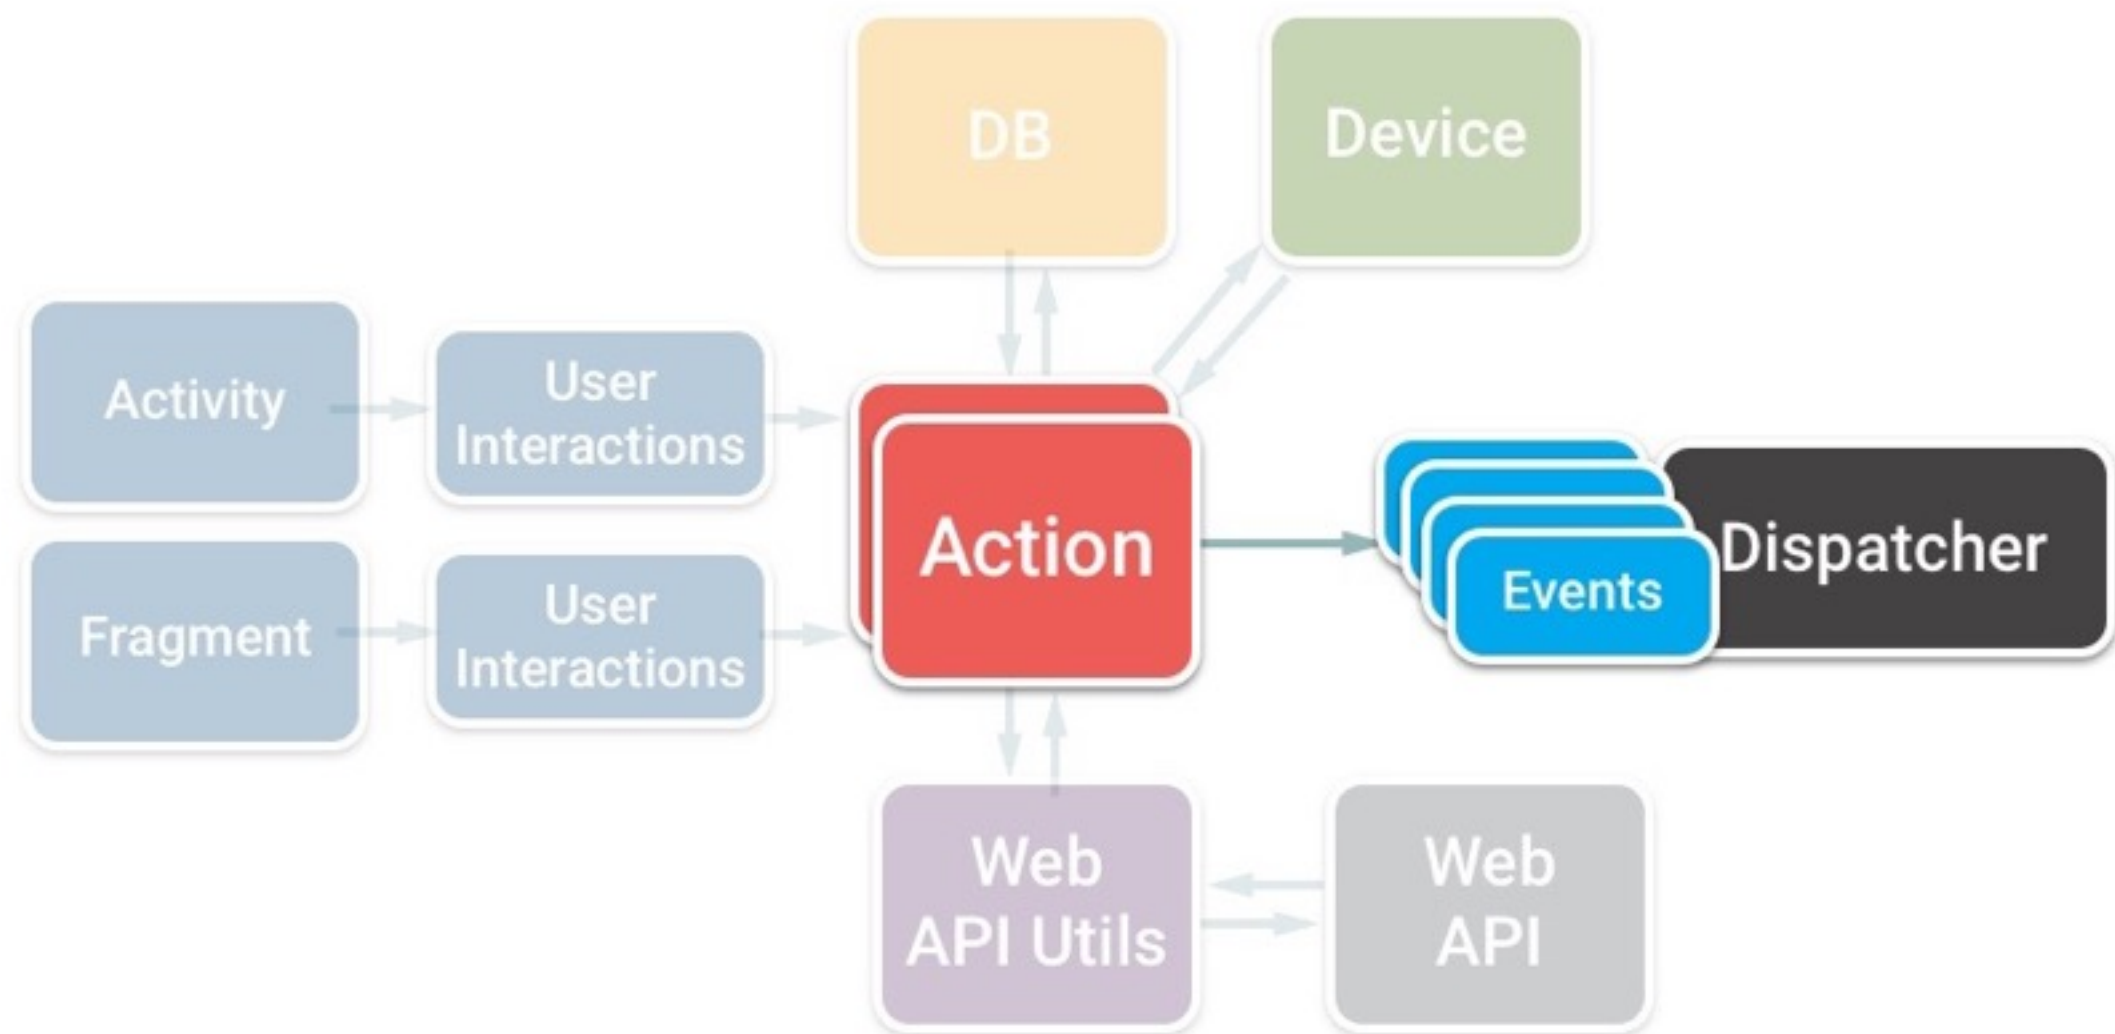 DB
Device
Activity
User
Interactions
Action
Events
Dispatcher
Fragment
User
Interactions
Web
API Utils
Web
API